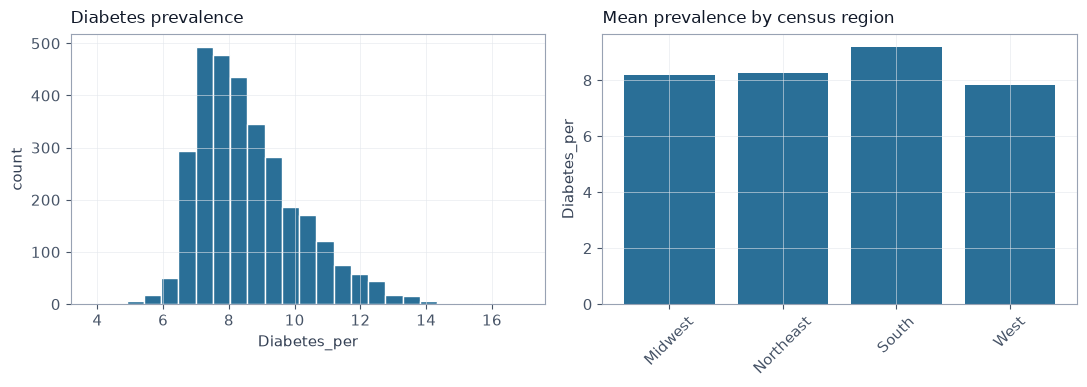 Diabetes prevalence
500
400
300
200
100
0
count
4 6 8 10 12 14 16
Diabetes_per
Mean prevalence by census region
8
6
4
2
0
Diabetes_per
Midwest
Northeast
South
West